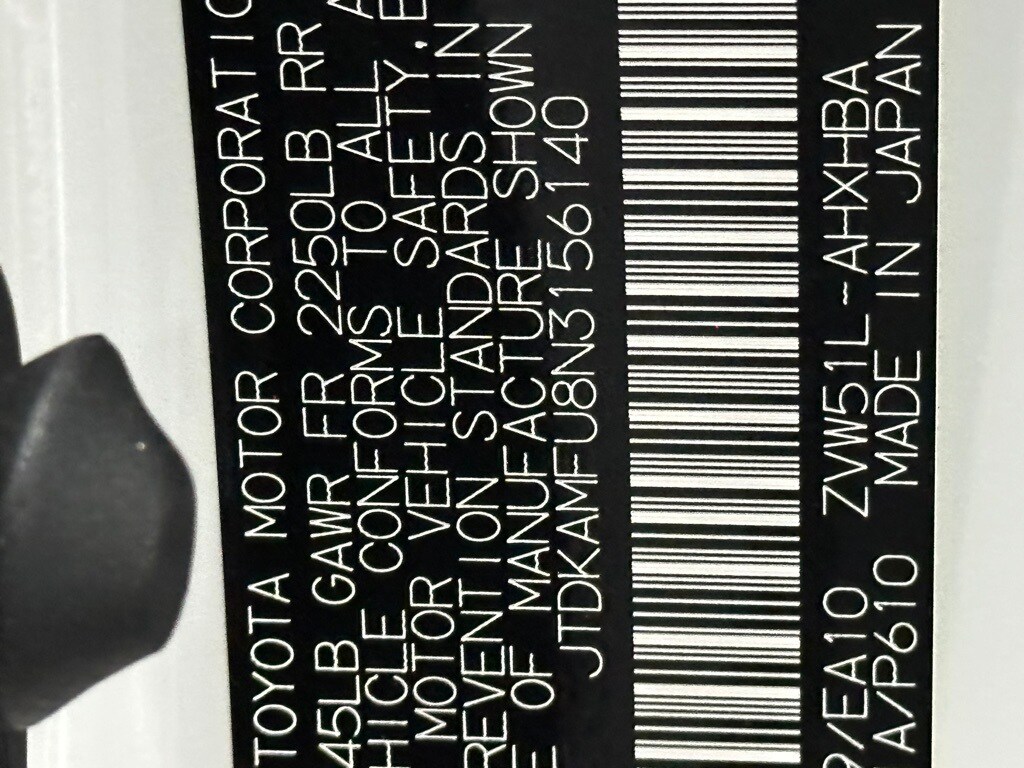 TOYOTA MOTOR CORPORATIO
45LB GAWR FR 2250LB RR
HICLE CONFORMS TO ALL A
MOTOR VEHICLE SAFETY, B
REVENTION STANDARDS IN
E OF MANUFACTURE SHOWN
JTDKAMFU8N3156140
9/EA10 ZVW51L-AHXHBA
A/P610 MADE IN JAPAN